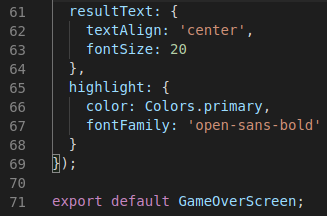 61 resultText: {
62 textAlign: 'center',
63 fontSize: 20
64 },
65 highlight: {
66 color: Colors.primary,
67 fontFamily: 'open-sans-bold'
68 }
69 });
70
71 export default GameOverScreen;